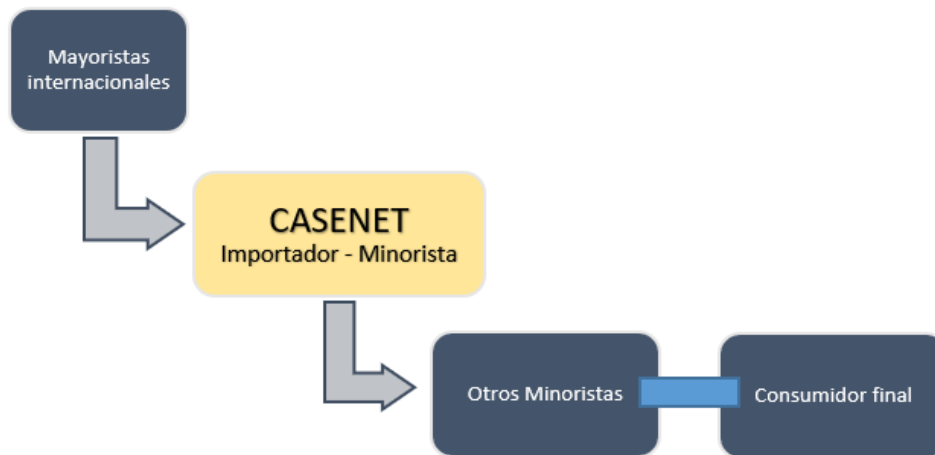 Mayoristas
internacionales
CASENET
Importador - Minorista
Otros Minoristas
Consumidor final